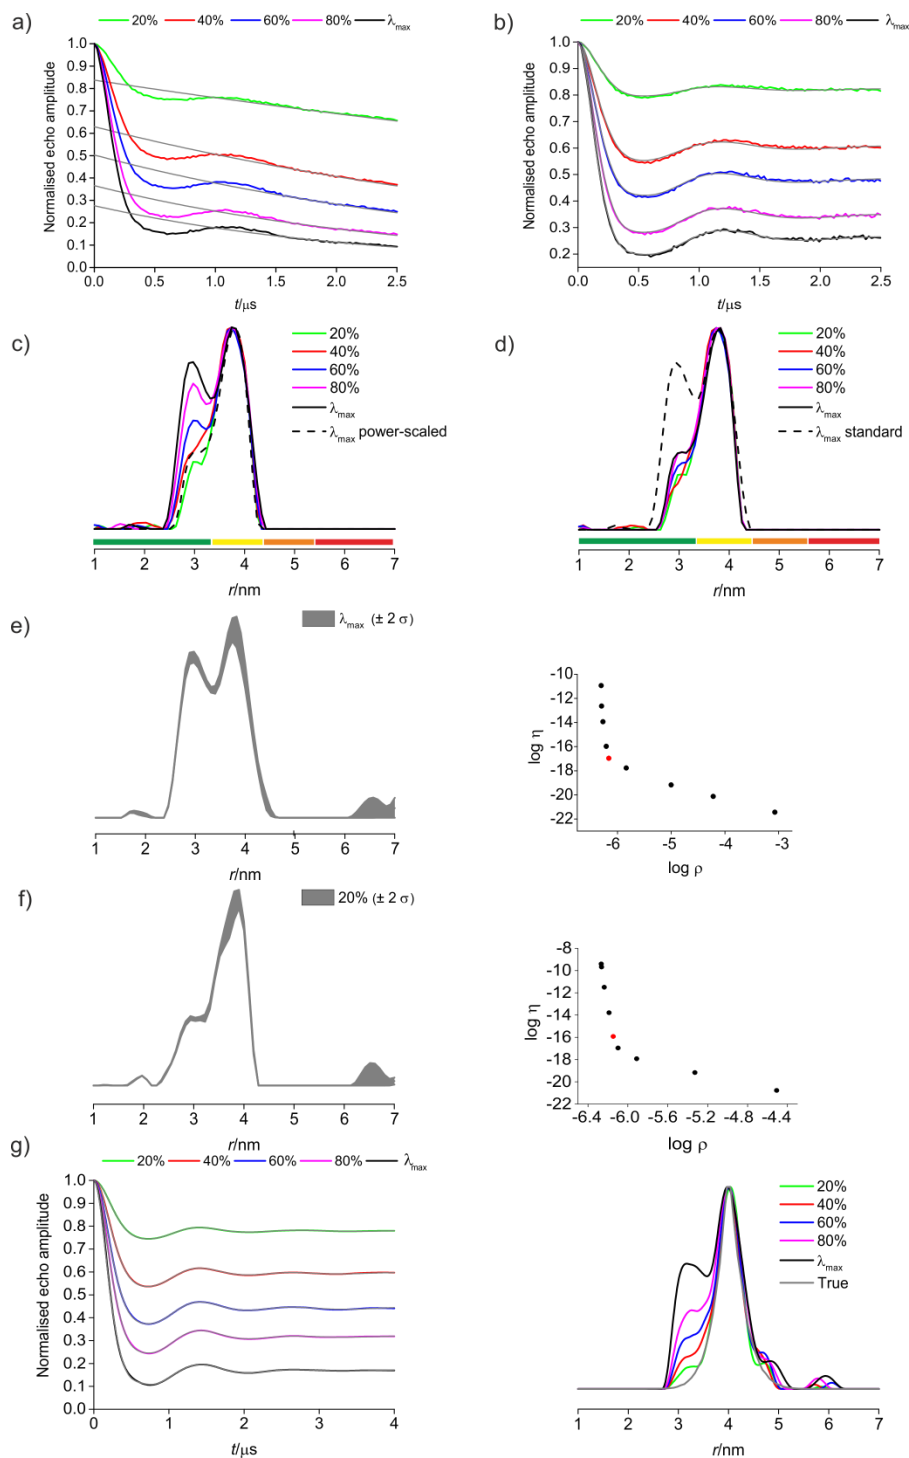 a)
20% 40% 60% 80% λmax
Normalised echo amplitude
1.0
0.9
0.8
0.7
0.6
0.5
0.4
0.3
0.2
0.1
0.0
0.0 0.5 1.0 1.5 2.0 2.5
t/μs
b)
20% 40% 60% 80% λmax
Normalised echo amplitude
1.0
0.9
0.8
0.7
0.6
0.5
0.4
0.3
0.2
0.0 0.5 1.0 1.5 2.0 2.5
t/μs
c)
20%
40%
60%
80%
λmax
λmax power-scaled
1 2 3 4 5 6 7
r/nm
d)
20%
40%
60%
80%
λmax
λmax standard
1 2 3 4 5 6 7
r/nm
e)
λmax (± 2 σ)
1 2 3 4 5 6 7
r/nm
log η
-10
-12
-14
-16
-18
-20
-22
-6 -5 -4 -3
log ρ
f)
20% (± 2 σ)
1 2 3 4 5 6 7
r/nm
log η
-8
-10
-12
-14
-16
-18
-20
-22
-6.4 -6.0 -5.6 -5.2 -4.8 -4.4
log ρ
g)
20% 40% 60% 80% λmax
Normalised echo amplitude
1.0
0.9
0.8
0.7
0.6
0.5
0.4
0.3
0.2
0.1
0.0
0 1 2 3 4
t/μs
20%
40%
60%
80%
λmax
True
1 2 3 4 5 6 7
r/nm